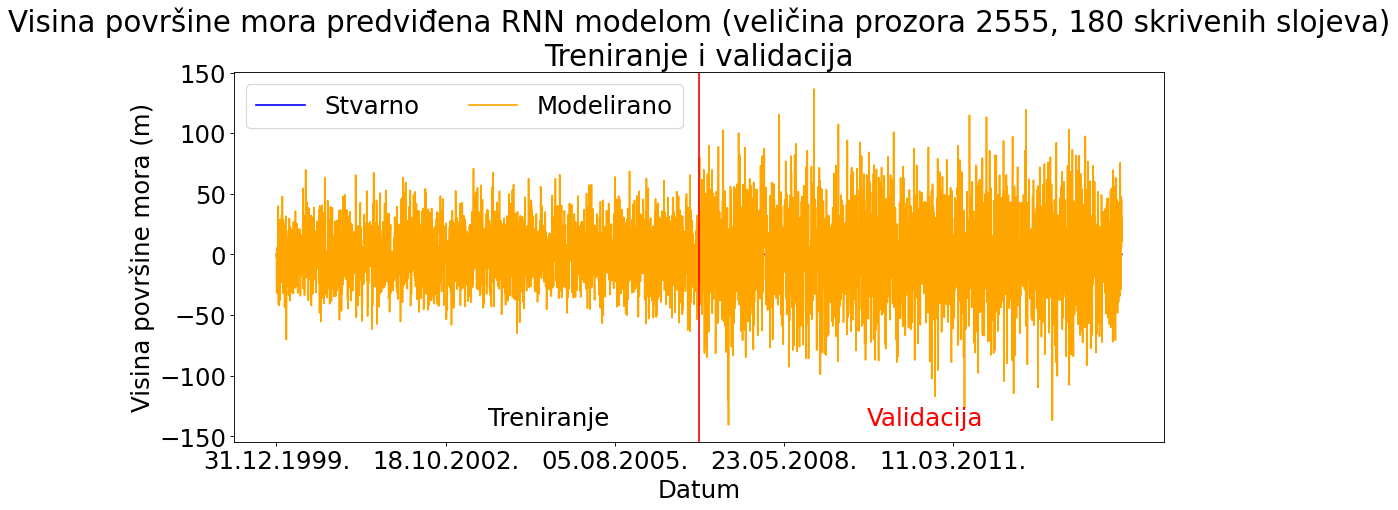 Visina površine mora predviđena RNN modelom (veličina prozora 2555, 180 skrivenih slojeva)
Treniranje i validacija
Stvarno Modelirano
Visina površine mora (m)
150
100
50
0
−50
−100
−150
Treniranje Validacija
31.12.1999. 18.10.2002. 05.08.2005. 23.05.2008. 11.03.2011.
Datum